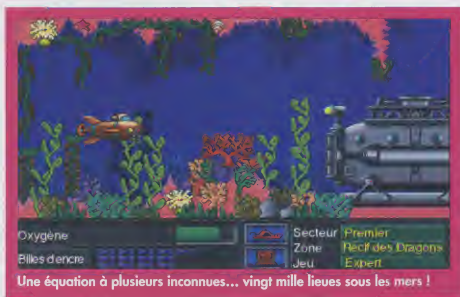 Oxygène
Billes d'encre
Secteur Premier
Zone Récif des Dragons
Jeu Expert
Une équation à plusieurs inconnues... vingt mille lieues sous les mers !